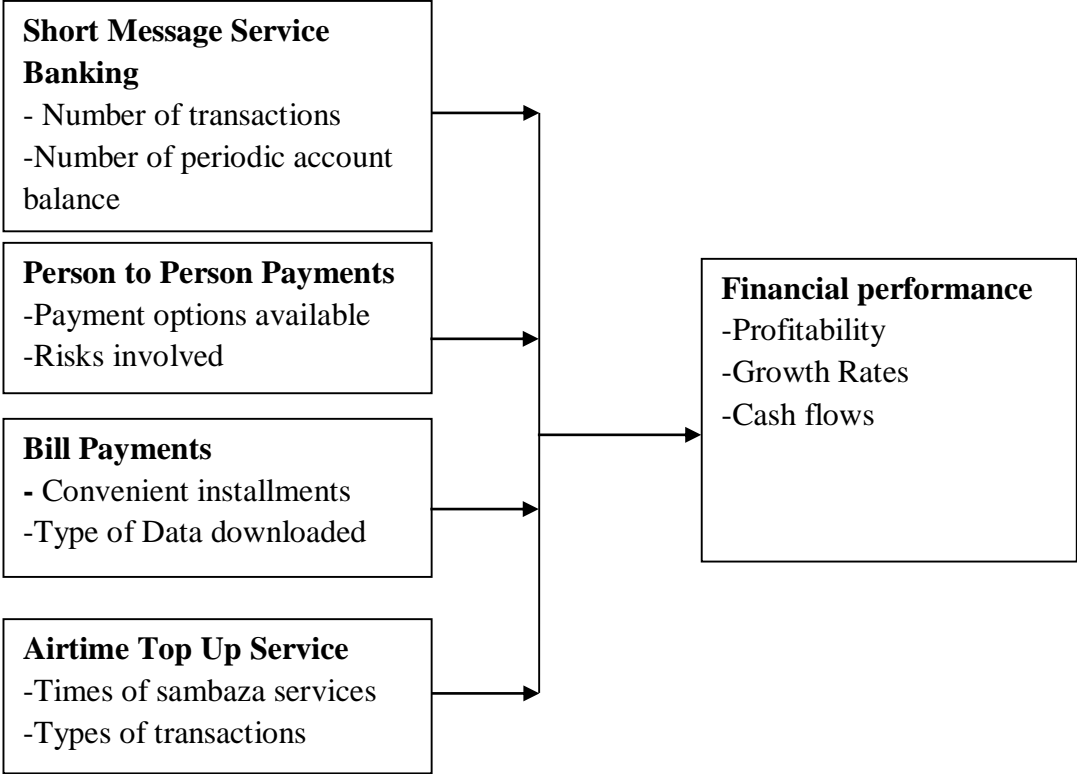 Short Message Service
Banking
- Number of transactions
-Number of periodic account
balance
Person to Person Payments
-Payment options available
-Risks involved
Bill Payments
- Convenient installments
-Type of Data downloaded
Airtime Top Up Service
-Times of sambaza services
-Types of transactions
Financial performance
-Profitability
-Growth Rates
-Cash flows